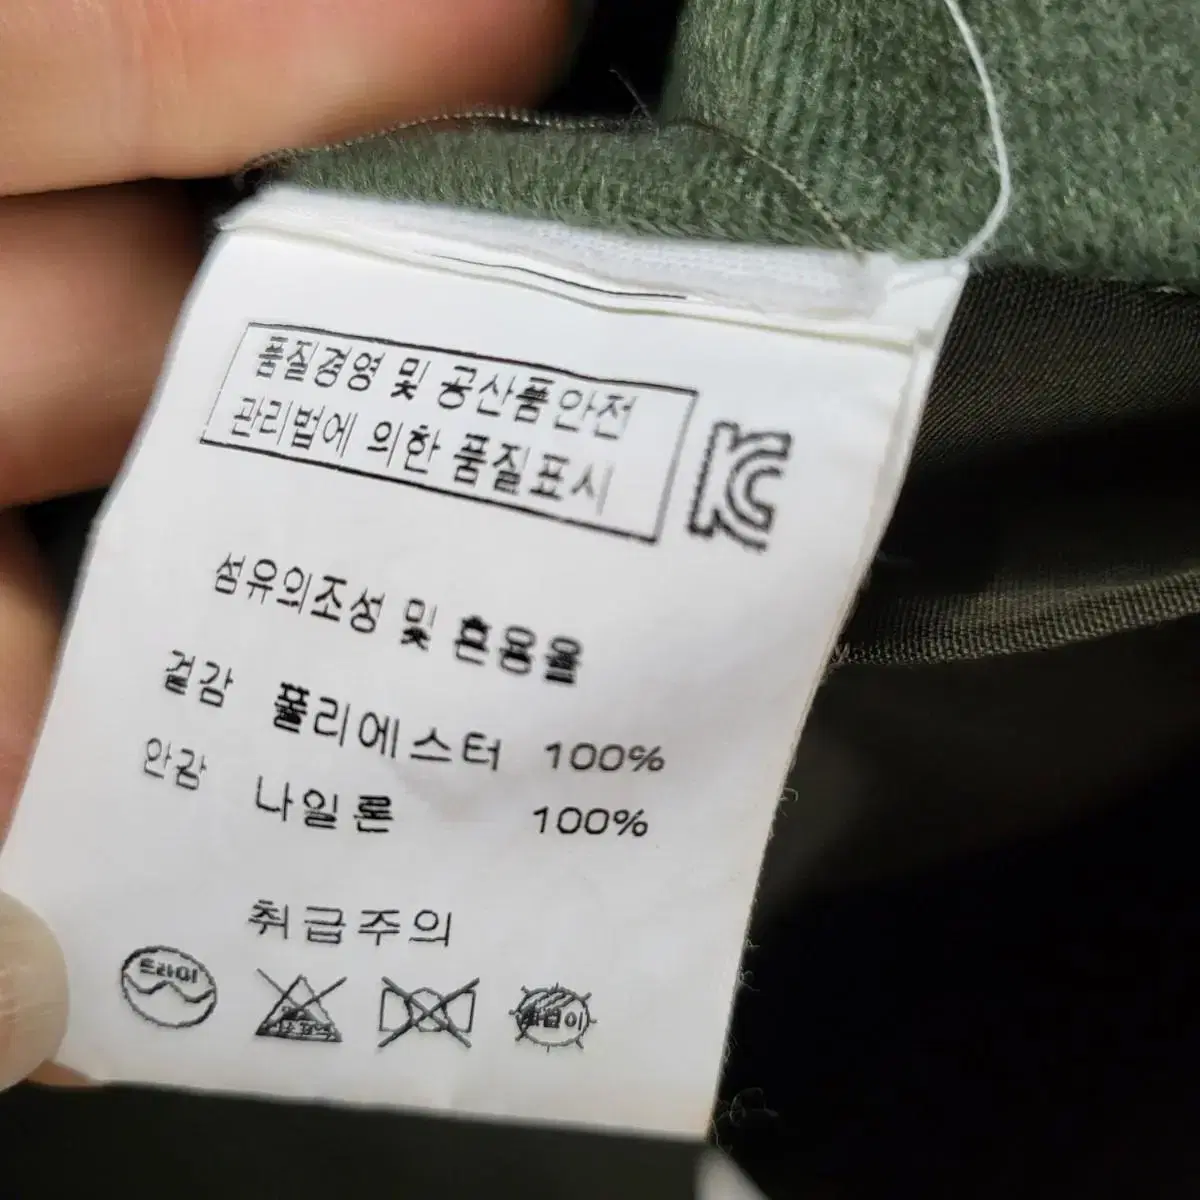 품질경영 및 공산품안전
관리법에 의한 품질표시
KC
섬유의조성 및 혼용율
겉감 폴리에스터 100%
안감 나일론 100%
취급주의
드라이